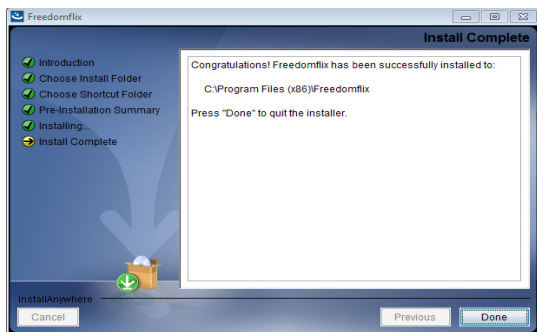 Freedomflix
Install Complete
Introduction
Choose Install Folder
Choose Shortcut Folder
Pre-Installation Summary
Installing...
Install Complete
Congratulations! Freedomflix has been successfully installed to:
C:\Program Files (x86)\Freedomflix
Press "Done" to quit the installer.
InstallAnywhere
Cancel
Previous
Done